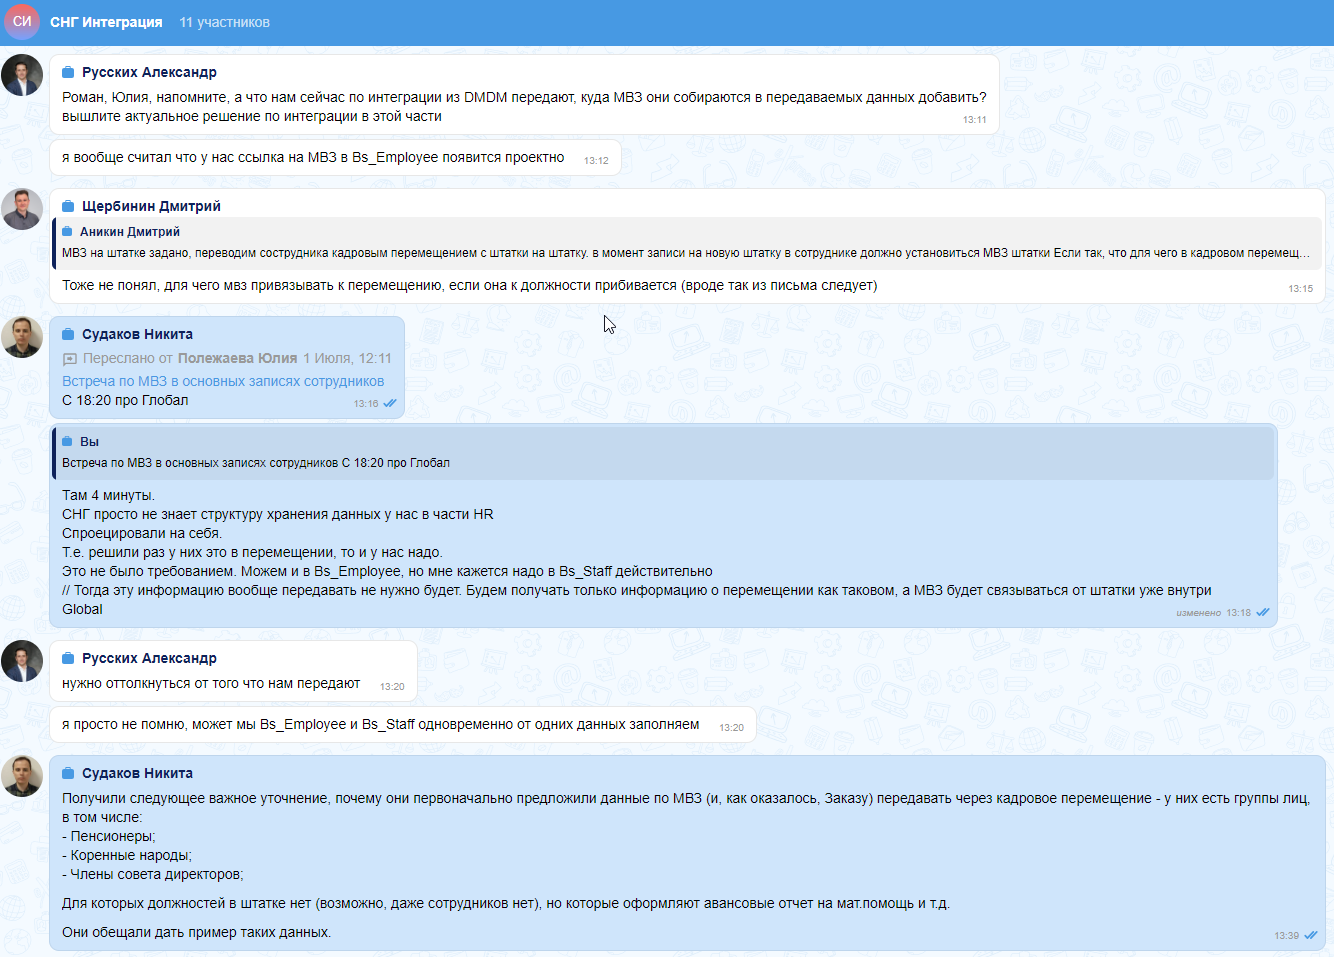 СИ СНГ Интеграция 11 участников
Русских Александр
Роман, Юлия, напомните, а что нам сейчас по интеграции из DMDM передают, куда МВЗ они собираются в передаваемых данных добавить?
вышлите актуальное решение по интеграции в этой части 13:11
я вообще считал что у нас ссылка на МВЗ в Bs_Employee появится проектно 13:12
Щербинин Дмитрий
Аникин Дмитрий
МВЗ на штатке задано, переводим состpудника кадровым перемещением с штатки на штатку. в момент записи на новую штатку в сотруднике должно установиться МВЗ штатки Если так, что для чего в кадровом перемещ...
Тоже не понял, для чего мвз привязывать к перемещению, если она к должности прибивается (вроде так из письма следует) 13:15
Судаков Никита
Переслано от Полежаева Юлия 1 Июля, 12:11
Встреча по МВЗ в основных записях сотрудников
С 18:20 про Глобал 13:16
Вы
Встреча по МВЗ в основных записях сотрудников С 18:20 про Глобал
Там 4 минуты.
СНГ просто не знает структуру хранения данных у нас в части HR
Спроецировали на себя.
Т.е. решили раз у них это в перемещении, то и у нас надо.
Это не было требованием. Можем и в Bs_Employee, но мне кажется надо в Bs_Staff действительно
// Тогда эту информацию вообще передавать не нужно будет. Будем получать только информацию о перемещении как таковом, а МВЗ будет связываться от штатки уже внутри
Global изменено 13:18
Русских Александр
нужно оттолкнуться от того что нам передают 13:20
я просто не помню, может мы Bs_Employee и Bs_Staff одновременно от одних данных заполняем 13:20
Судаков Никита
Получили следующее важное уточнение, почему они первоначально предложили данные по МВЗ (и, как оказалось, Заказу) передавать через кадровое перемещение - у них есть группы лиц,
в том числе:
- Пенсионеры;
- Коренные народы;
- Члены совета директоров;
Для которых должностей в штатке нет (возможно, даже сотрудников нет), но которые оформляют авансовые отчет на мат.помощь и т.д.
Они обещали дать пример таких данных. 13:39